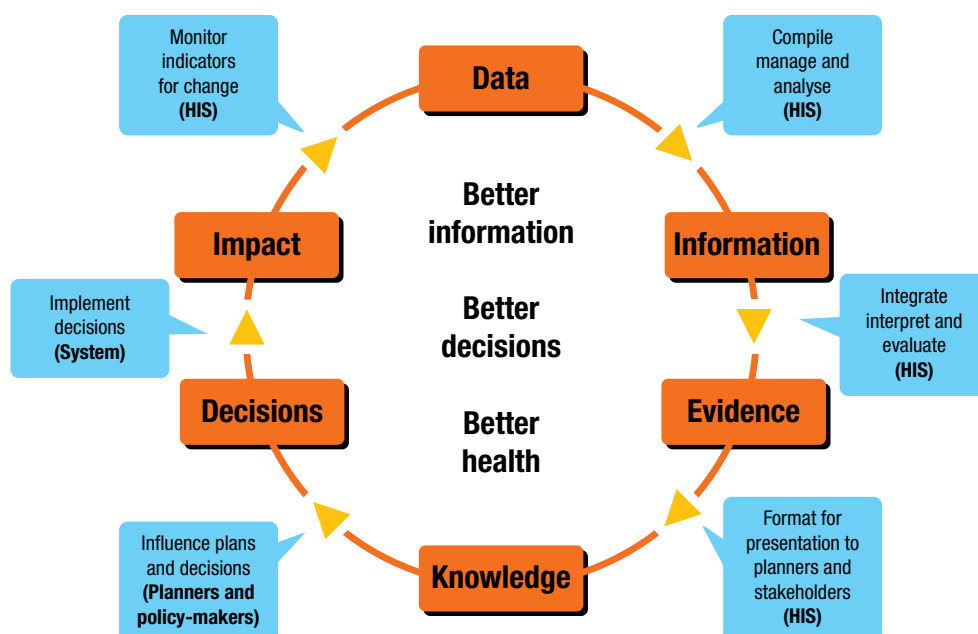 Monitor
indicators
for change
(HIS)
Data
Compile
manage and
analyse
(HIS)
Better
information
Impact
Information
Implement
decisions
(System)
Better
decisions
Integrate
interpret and
evaluate
(HIS)
Decisions
Evidence
Better
health
Influence plans
and decisions
(Planners and
policy-makers)
Knowledge
Format for
presentation to
planners and
stakeholders
(HIS)